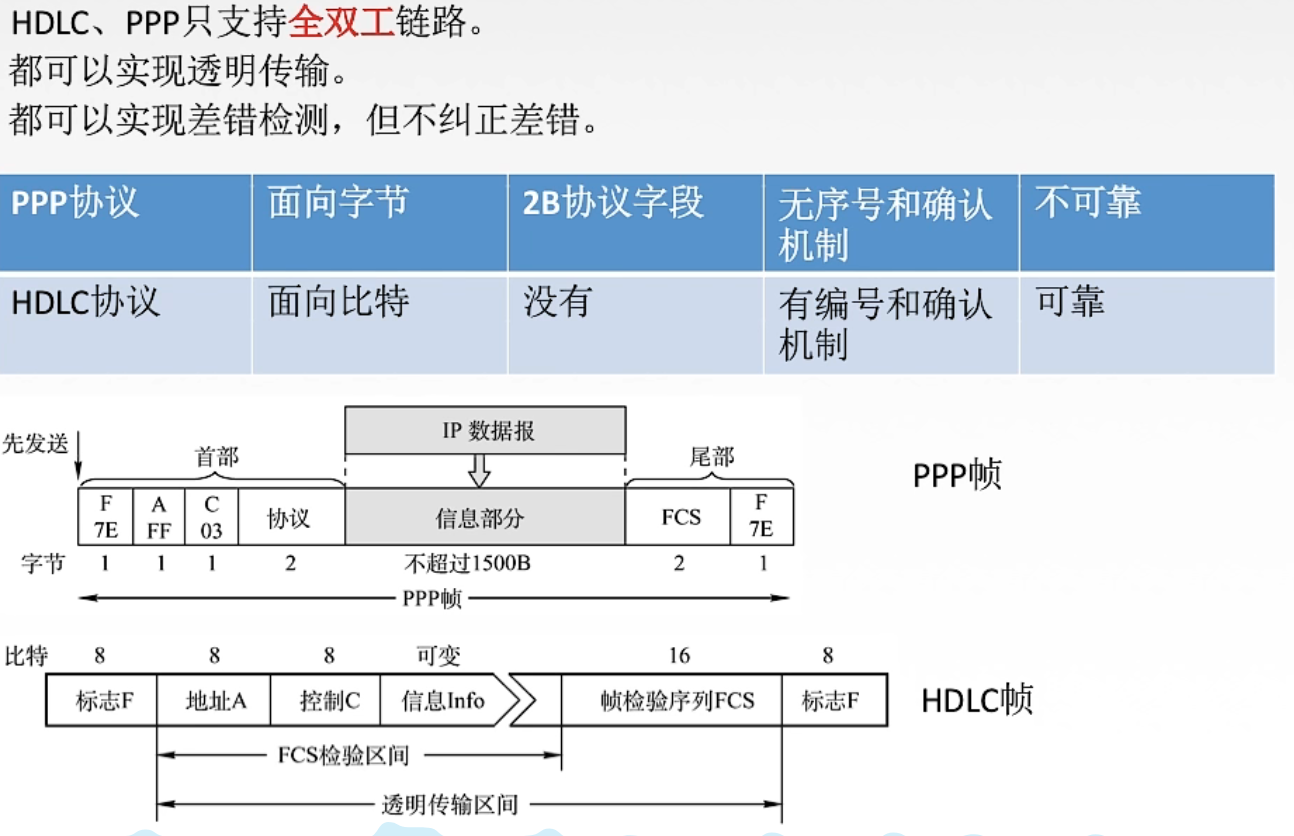 HDLC、PPP只支持全双工链路。
都可以实现透明传输。
都可以实现差错检测，但不纠正差错。
PPP协议 面向字节 2B协议字段 无序号和确认机制 不可靠
HDLC协议 面向比特 没有 有编号和确认机制 可靠
IP 数据报
先发送
首部
尾部
PPP帧
F 7E A FF C 03 协议 信息部分 FCS F 7E
字节 1 1 1 2 不超过1500B 2 1
PPP帧
比特 8 8 8 可变 16 8
标志F 地址A 控制C 信息Info 帧检验序列FCS 标志F
HDLC帧
FCS检验区间
透明传输区间